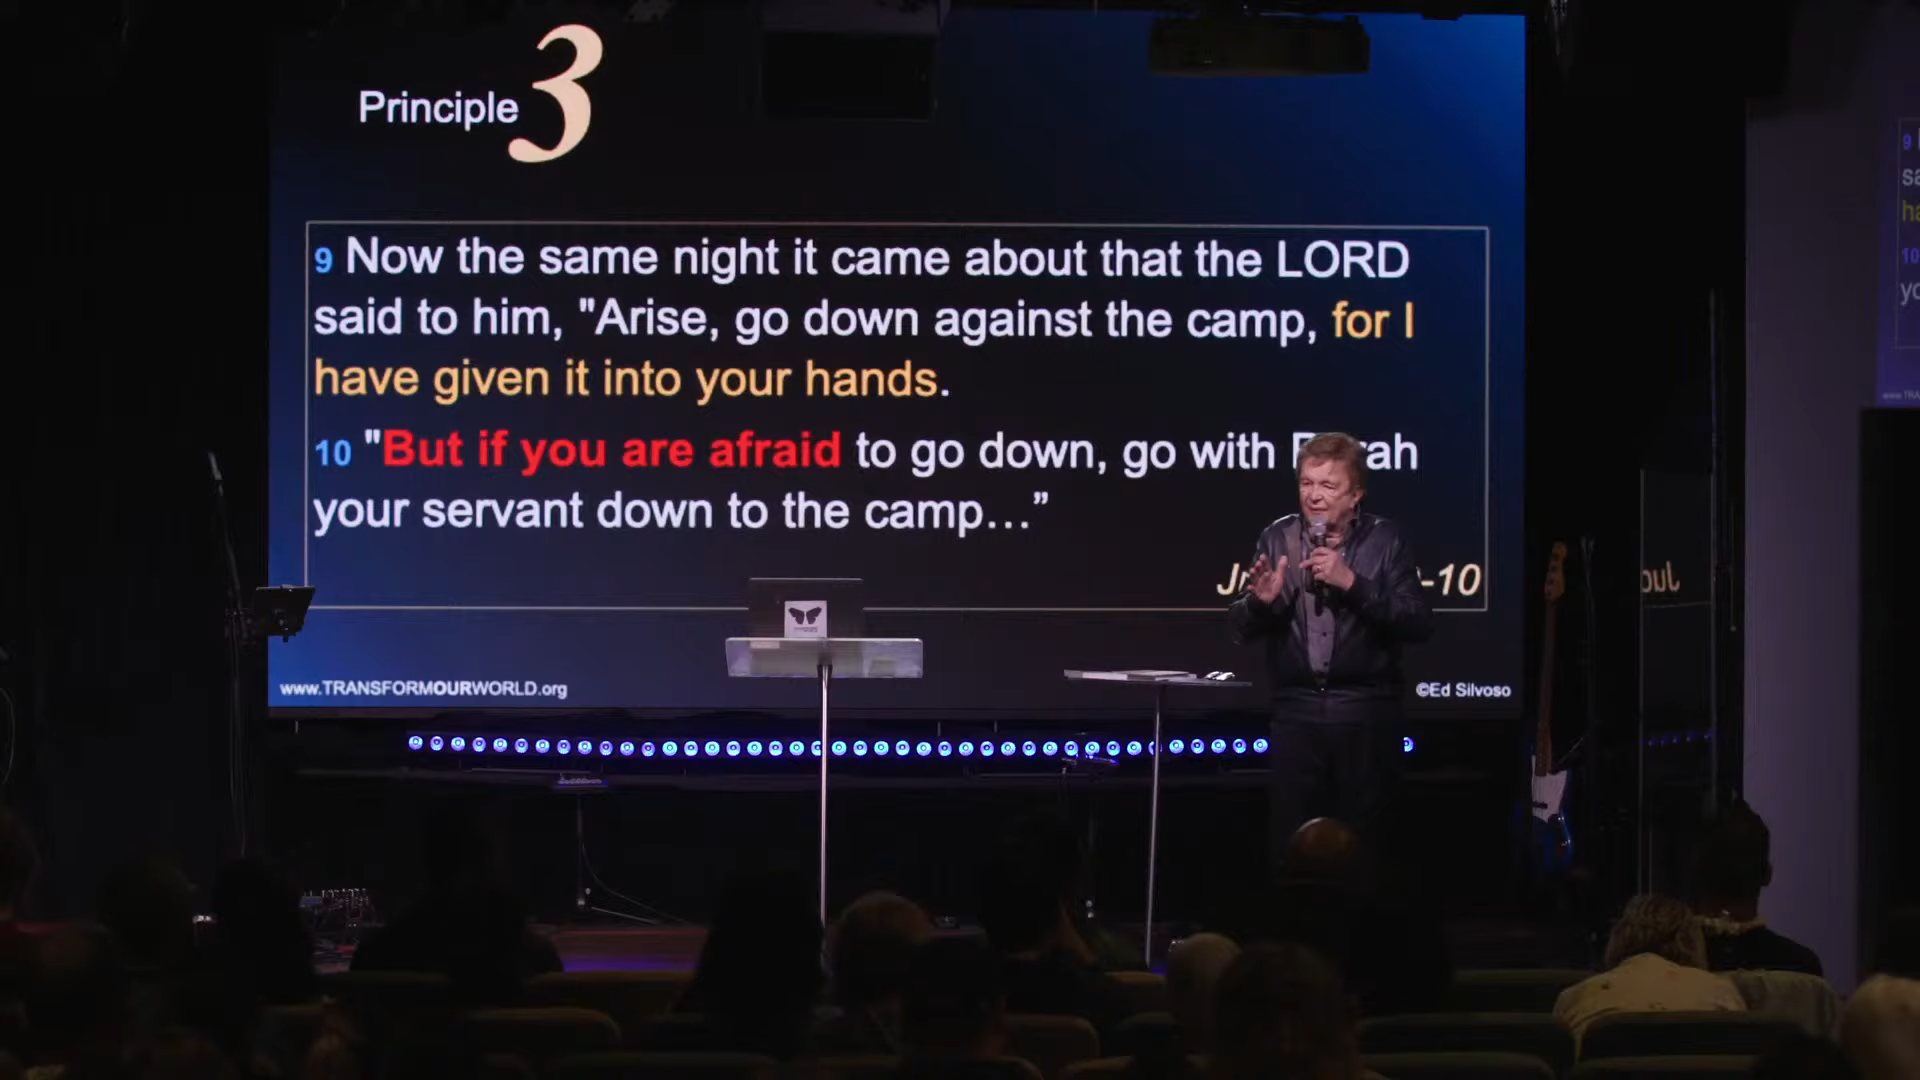 Principle 3
9 Now the same night it came about that the LORD
said to him, "Arise, go down against the camp, for I
have given it into your hands.
10 "But if you are afraid to go down, go with
your servant down to the camp…”
-10
www.TRANSFORMOURWORLD.org
©Ed Silvoso